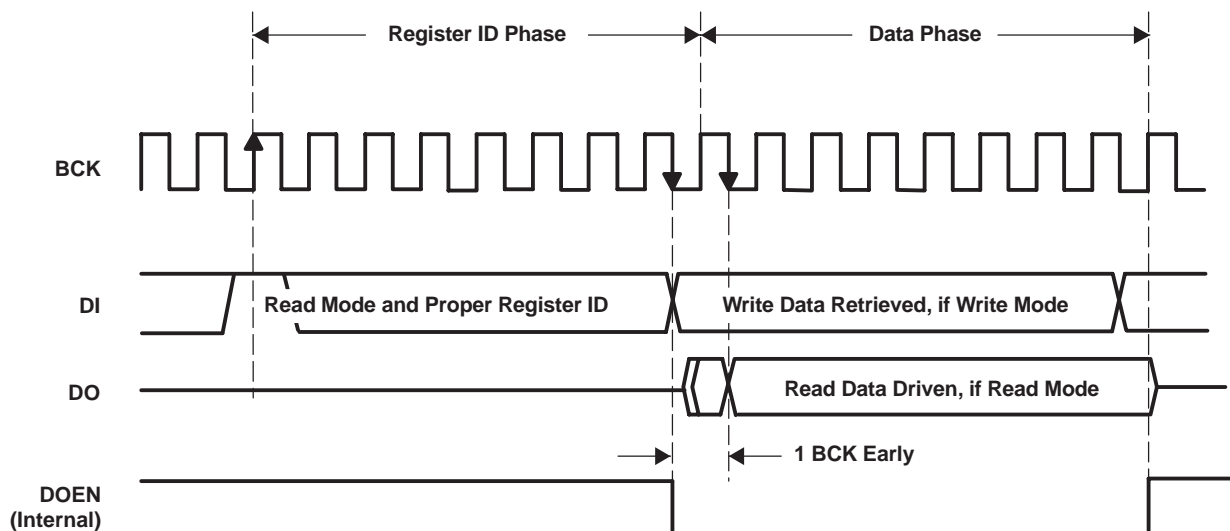 Register ID Phase
Data Phase
BCK
DI
Read Mode and Proper Register ID
Write Data Retrieved, if Write Mode
DO
Read Data Driven, if Read Mode
1 BCK Early
DOEN
(Internal)